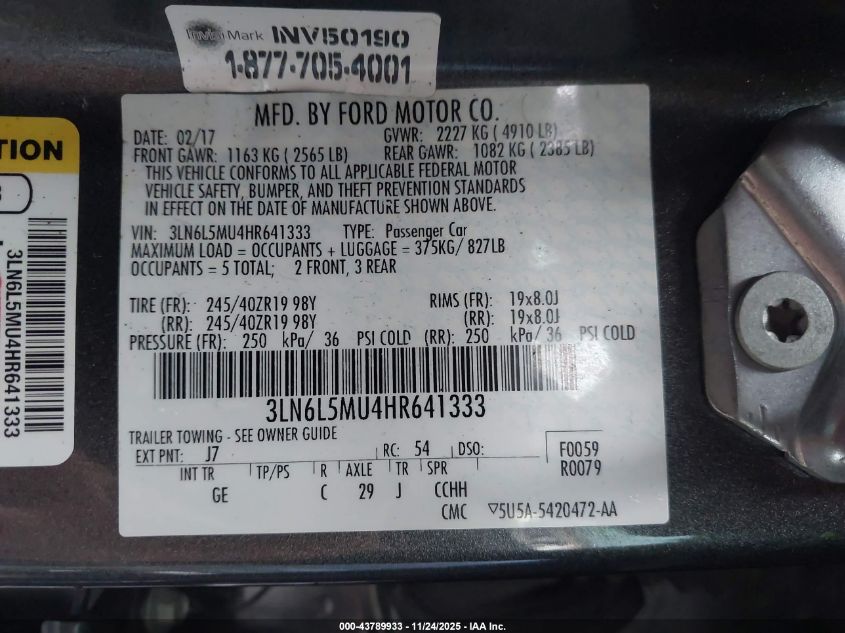 InvisiMark INV50190
1-877-705-4001
MFD. BY FORD MOTOR CO.
DATE: 02/17 GVWR: 2227 KG ( 4910 LB)
FRONT GAWR: 1163 KG ( 2565 LB) REAR GAWR: 1082 KG ( 2385 LB)
THIS VEHICLE CONFORMS TO ALL APPLICABLE FEDERAL MOTOR
VEHICLE SAFETY, BUMPER, AND THEFT PREVENTION STANDARDS
IN EFFECT ON THE DATE OF MANUFACTURE SHOWN ABOVE.
VIN: 3LN6L5MU4HR641333 TYPE: Passenger Car
MAXIMUM LOAD = OCCUPANTS + LUGGAGE = 375KG/ 827LB
OCCUPANTS = 5 TOTAL; 2 FRONT, 3 REAR
TIRE (FR): 245/40ZR19 98Y RIMS (FR): 19x8.0J
(RR): 245/40ZR19 98Y (RR): 19x8.0J
PRESSURE (FR): 250 kPa/ 36 PSI COLD (RR): 250 kPa/ 36 PSI COLD
3LN6L5MU4HR641333
TRAILER TOWING - SEE OWNER GUIDE
EXT PNT: J7 RC: 54 DSO: F0059
R0079
INT TR TP/PS R AXLE TR SPR
GE C 29 J CCHH
CMC ▽5U5A-5420472-AA
TION
3LN6L5MU4HR641333
000-43789933 - 11/24/2025 - IAA Inc.